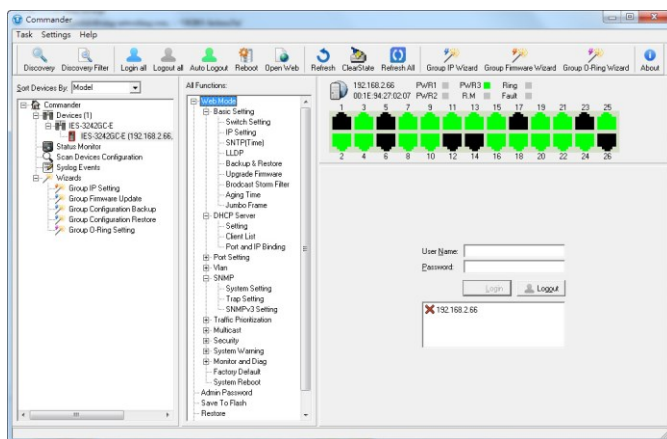 Commander
Task Settings Help
Discovery Discovery Filter Login all Logout all Auto Logout Reboot Open Web Refresh ClearState Refresh All Group IP Wizard Group Firmware Wizard Group O-Ring Wizard About
Sort Devices By: Model
Commander
Devices (1)
IES-3242GC-E
IES-3242GC-E (192.168.2.66,
Status Monitor
Scan Devices Configuration
Syslog Events
Wizards
Group IP Setting
Group Firmware Update
Group Configuration Backup
Group Configuration Restore
Group O-Ring Setting
All Functions:
Web Mode
Basic Setting
Switch Setting
IP Setting
SNTP(Time)
LLDP
Backup & Restore
Upgrade Firmware
Brodcast Storm Filter
Aging Time
Jumbo Frame
DHCP Server
Setting
Client List
Port and IP Binding
Port Setting
Vlan
SNMP
System Setting
Trap Setting
SNMPv3 Setting
Traffic Prioritization
Multicast
Security
System Warning
Monitor and Diag
Factory Default
System Reboot
Admin Password
Save To Flash
Restore
192.168.2.66 PWR1 PWR3 Ring
00:1E:94:27:02:07 PWR2 R.M Fault
1 3 5 7 9 11 13 15 17 19 21 23 25
2 4 6 8 10 12 14 16 18 20 22 24 26
User Name:
Password:
Login Logout
192.168.2.66